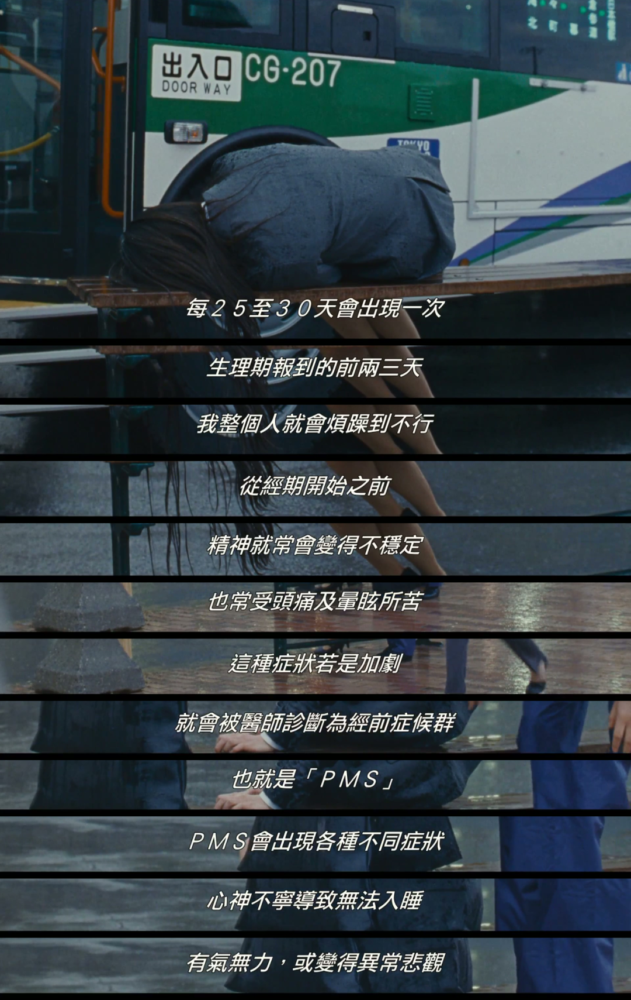 出入口
DOOR WAY
CG-207
TOKYO
每２５至３０天會出現一次
生理期報到的前兩三天
我整個人就會煩躁到不行
從經期開始之前
精神就常會變得不穩定
也常受頭痛及暈眩所苦
這種症狀若是加劇
就會被醫師診斷為經前症候群
也就是「ＰＭＳ」
ＰＭＳ會出現各種不同症狀
心神不寧導致無法入睡
有氣無力，或變得異常悲觀